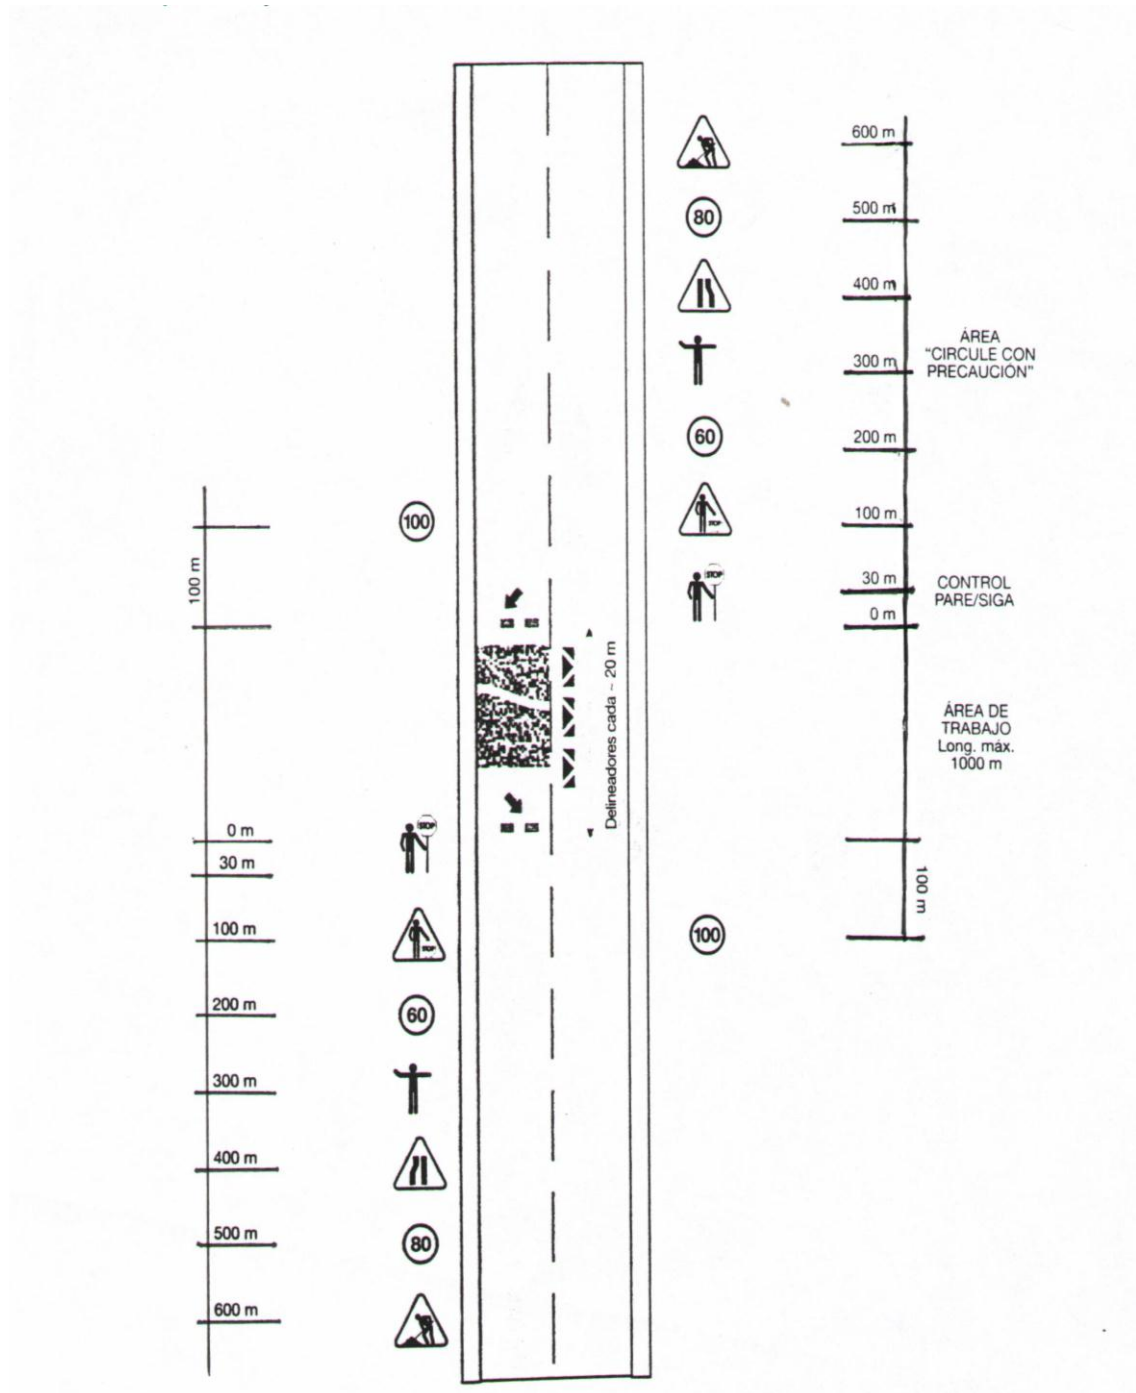 600 m
80
500 m
400 m
ÁREA
"CIRCULE CON
PRECAUCIÓN"
300 m
60
200 m
100
STOP
100 m
100 m
STOP
30 m
CONTROL
PARE/SIGA
0 m
Delineadores cada ~ 20 m
ÁREA DE
TRABAJO
Long. máx.
1000 m
0 m
STOP
30 m
100 m
100 m
STOP
100
200 m
60
300 m
400 m
500 m
80
600 m